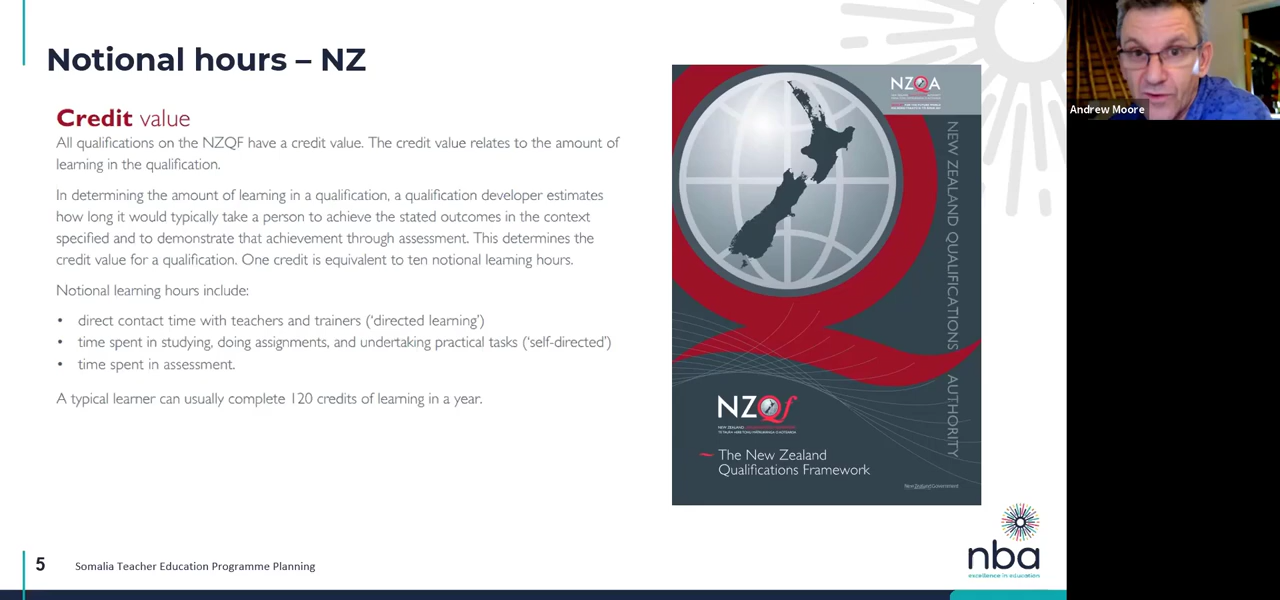 Notional hours – NZ
Credit value
All qualifications on the NZQF have a credit value. The credit value relates to the amount of
learning in the qualification.
In determining the amount of learning in a qualification, a qualification developer estimates
how long it would typically take a person to achieve the stated outcomes in the context
specified and to demonstrate that achievement through assessment. This determines the
credit value for a qualification. One credit is equivalent to ten notional learning hours.
Notional learning hours include:
• direct contact time with teachers and trainers (‘directed learning’)
• time spent in studying, doing assignments, and undertaking practical tasks (‘self-directed’)
• time spent in assessment.
A typical learner can usually complete 120 credits of learning in a year.
NZQA
NEW ZEALAND QUALIFICATIONS AUTHORITY
NZQf
The New Zealand
Qualifications Framework
New Zealand Government
nba
excellence in education
5 Somalia Teacher Education Programme Planning
Andrew Moore